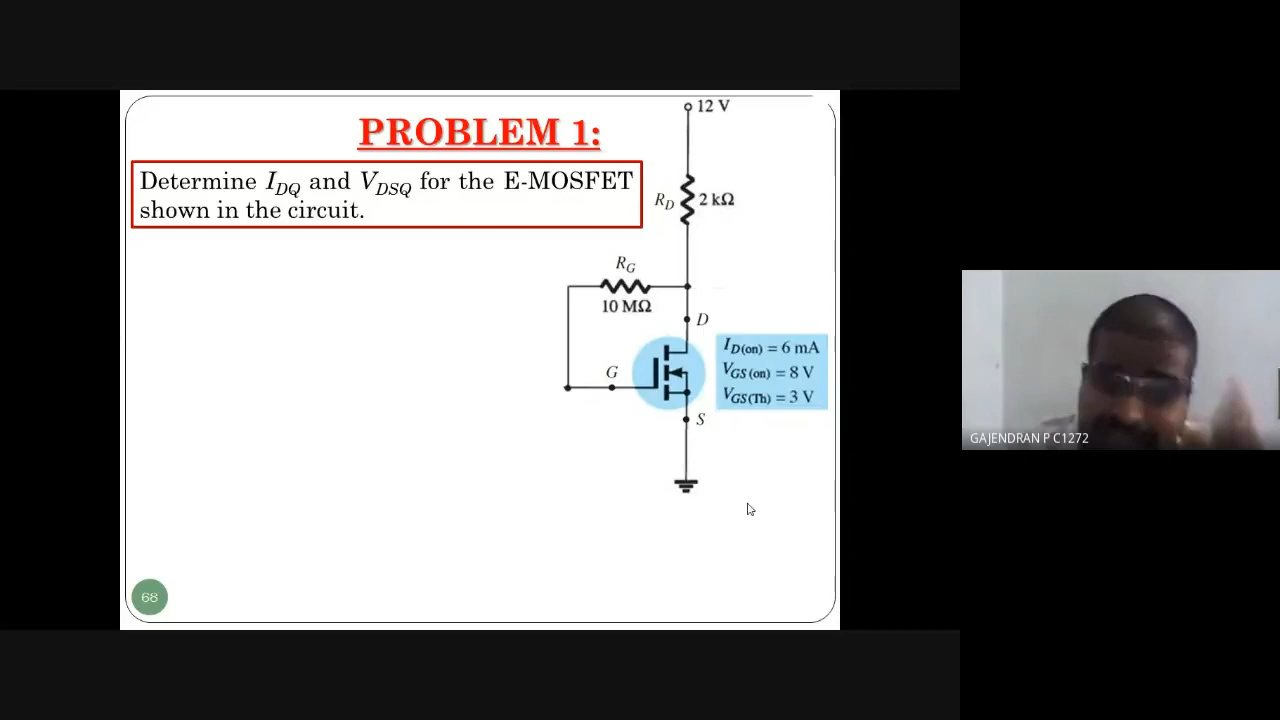 PROBLEM 1:
Determine I_DQ and V_DSQ for the E-MOSFET
shown in the circuit.
12 V
R_D
2 kΩ
R_G
10 MΩ
D
G
S
I_D(on) = 6 mA
V_GS(on) = 8 V
V_GS(Th) = 3 V
GAJENDRAN P C1272
68